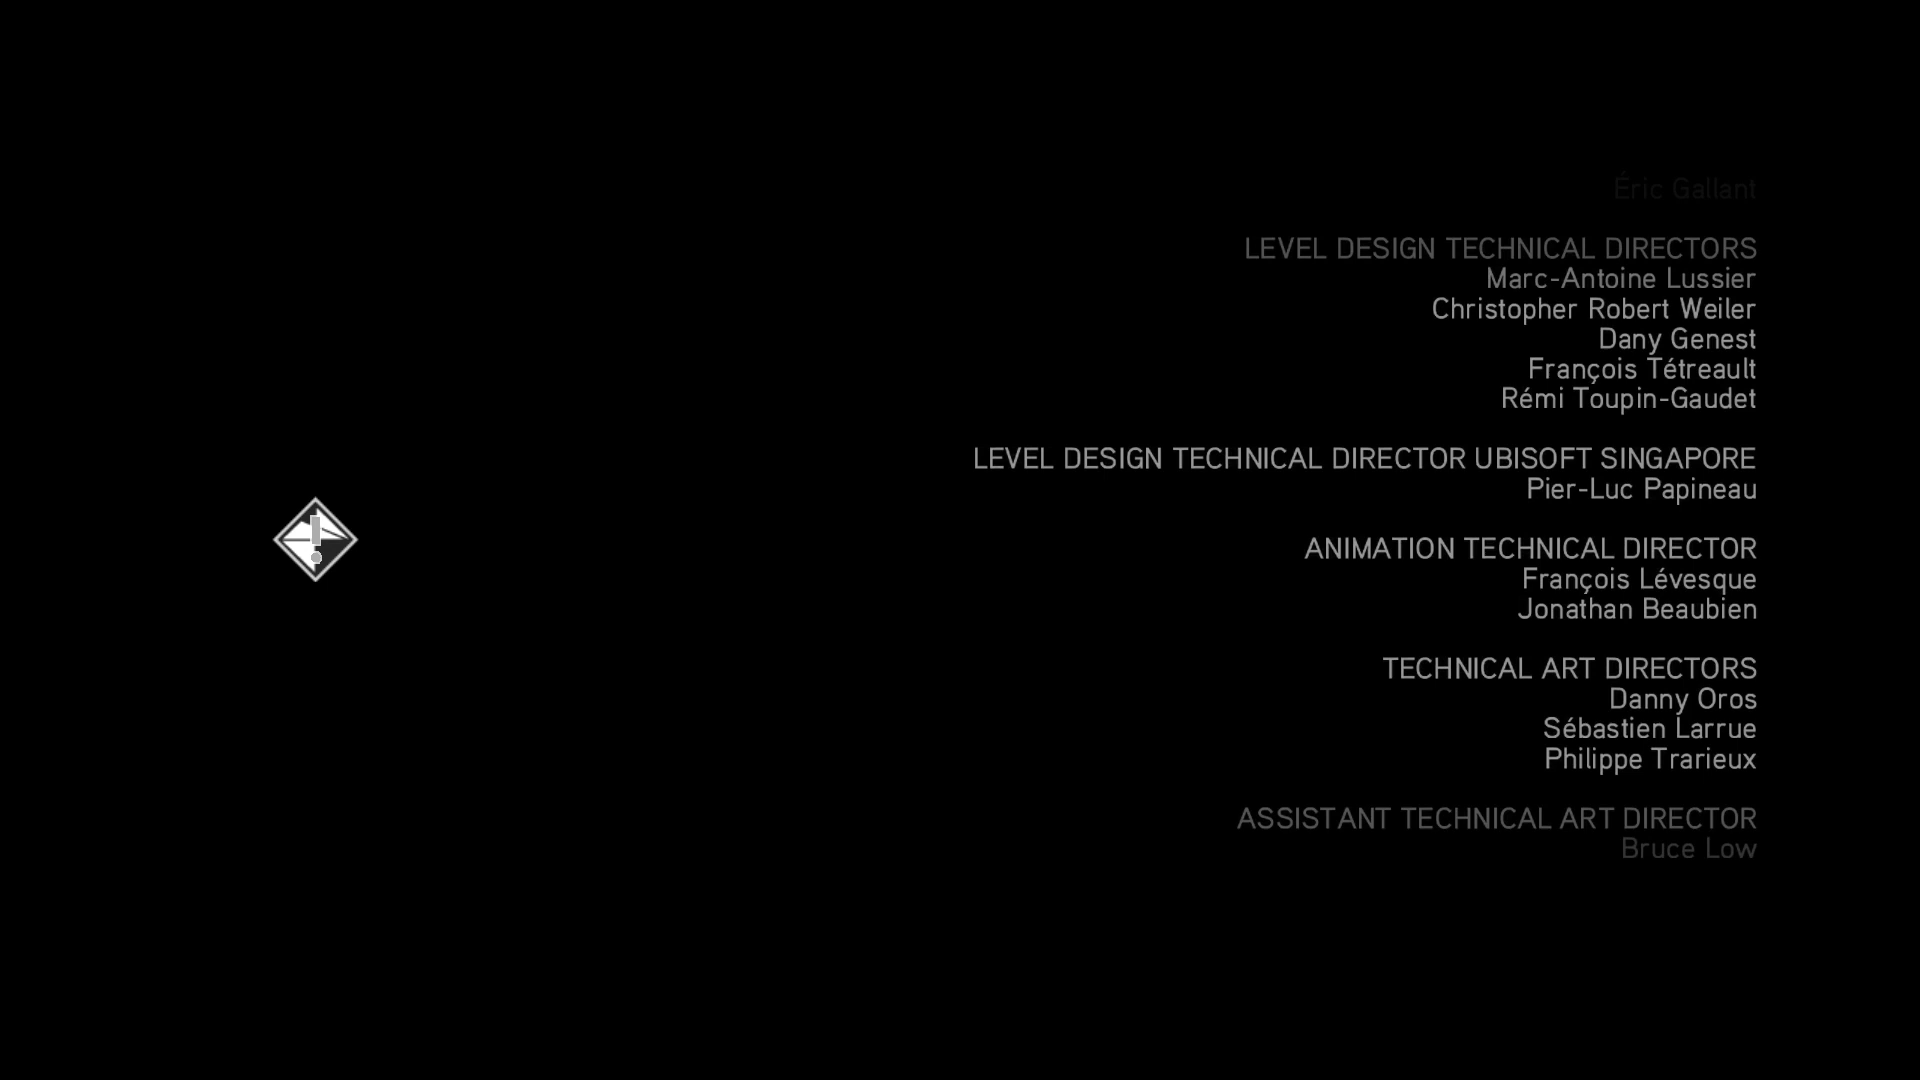 Éric Gallant
LEVEL DESIGN TECHNICAL DIRECTORS
Marc-Antoine Lussier
Christopher Robert Weiler
Dany Genest
François Tétreault
Rémi Toupin-Gaudet
LEVEL DESIGN TECHNICAL DIRECTOR UBISOFT SINGAPORE
Pier-Luc Papineau
ANIMATION TECHNICAL DIRECTOR
François Lévesque
Jonathan Beaubien
TECHNICAL ART DIRECTORS
Danny Oros
Sébastien Larrue
Philippe Trarieux
ASSISTANT TECHNICAL ART DIRECTOR
Bruce Low